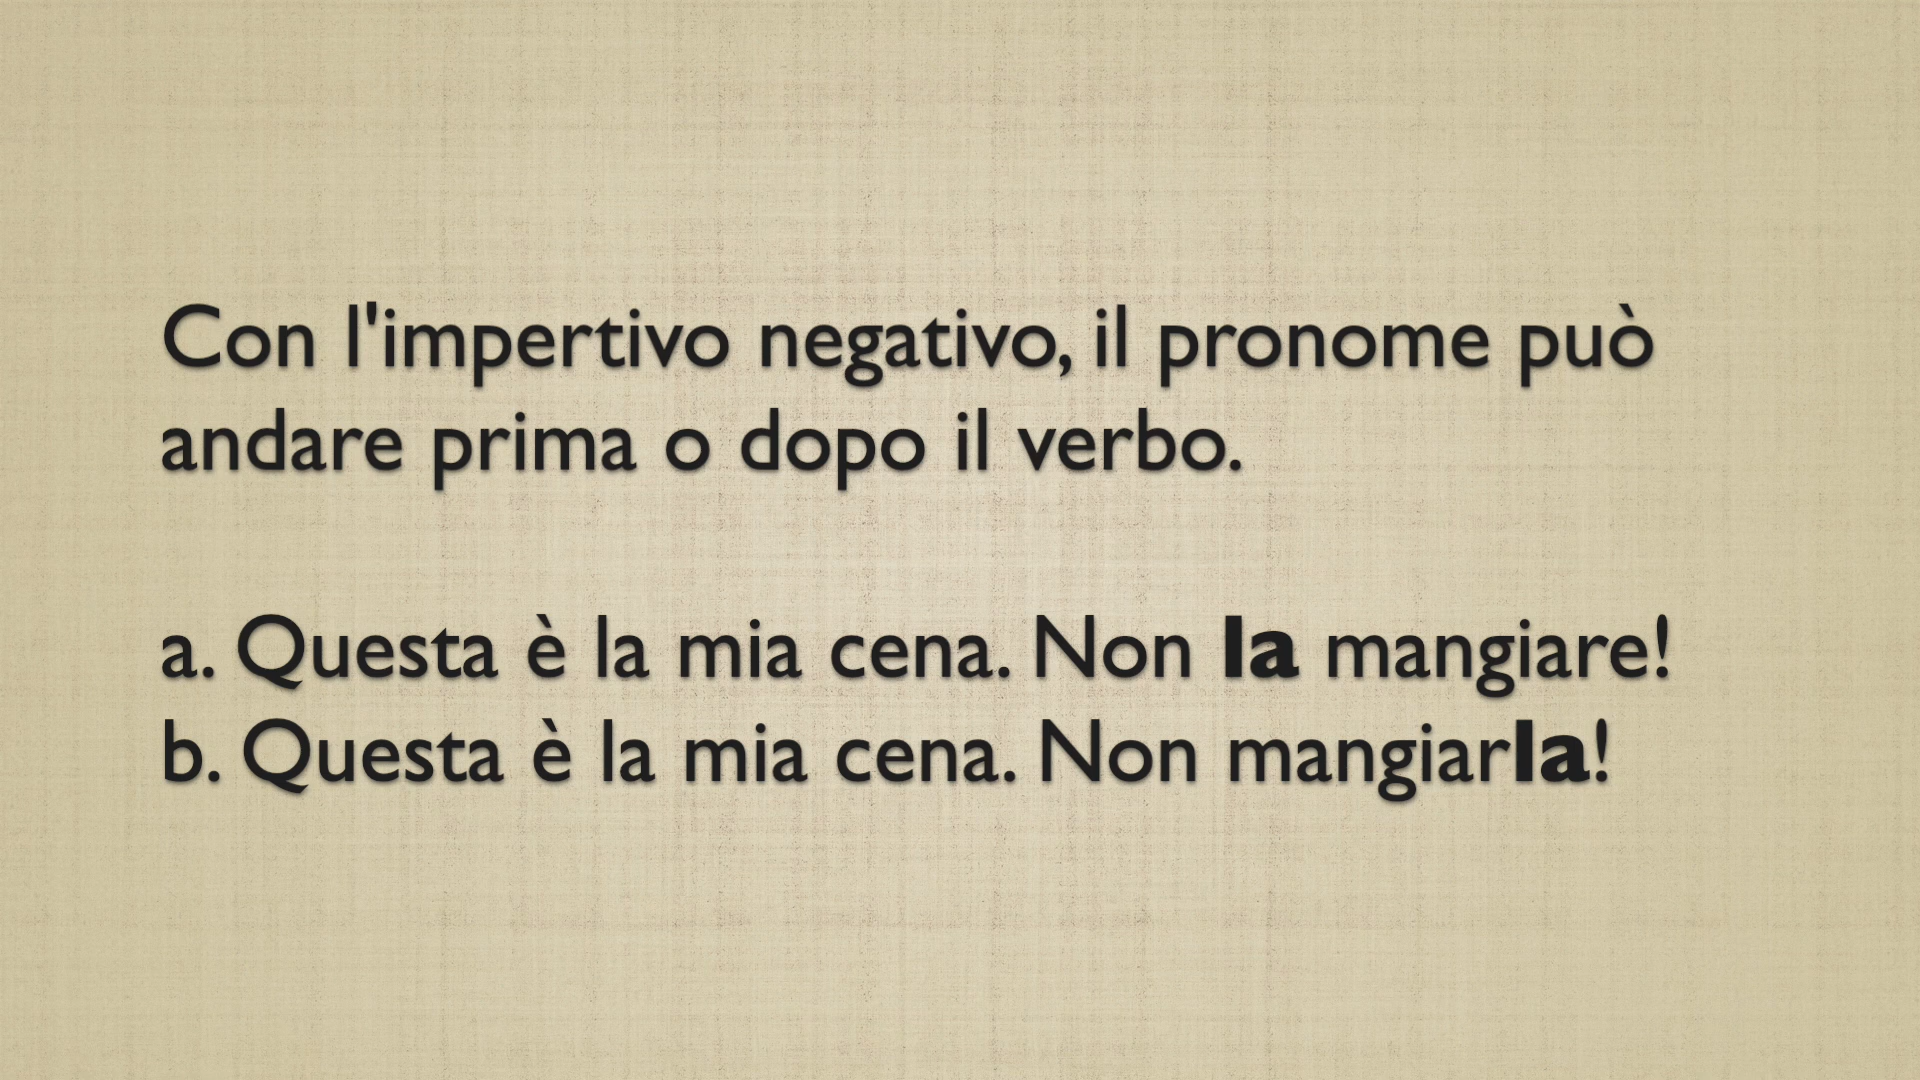 Con l'impertivo negativo, il pronome può
andare prima o dopo il verbo.
a. Questa è la mia cena. Non la mangiare!
b. Questa è la mia cena. Non mangiarla!